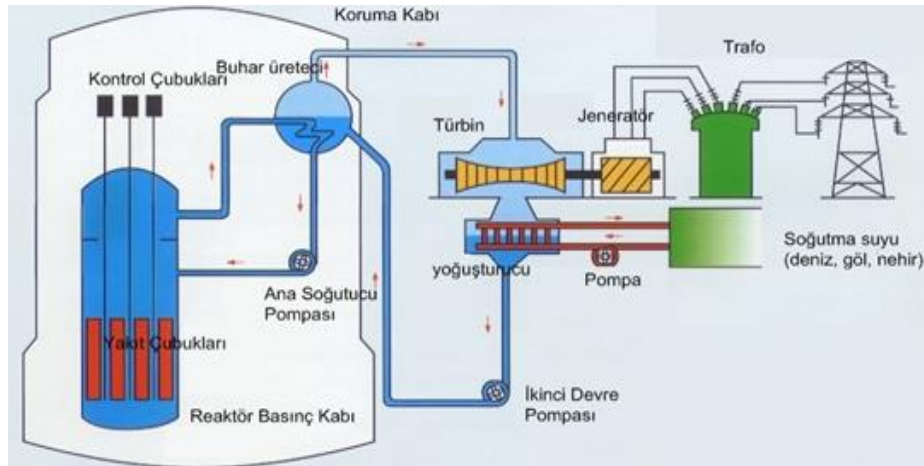 Koruma Kabı
Buhar üreteci
Kontrol Çubukları
Trafo
Türbin
Jeneratör
Soğutma suyu
(deniz, göl, nehir)
yoğuşturucu
Pompa
Ana Soğutucu
Pompası
Yakıt Çubukları
İkinci Devre
Pompası
Reaktör Basınç Kabı